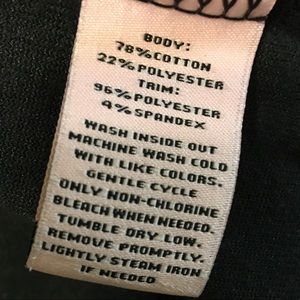 BODY:
78%COTTON
22%POLYESTER
TRIM:
96%POLYESTER
4%SPANDEX
WASH INSIDE OUT
MACHINE WASH COLD
WITH LIKE COLORS.
GENTLE CYCLE
ONLY NON-CHLORINE
BLEACH WHEN NEEDED.
TUMBLE DRY LOW.
REMOVE PROMPTLY.
LIGHTLY STEAM IRON
IF NEEDED